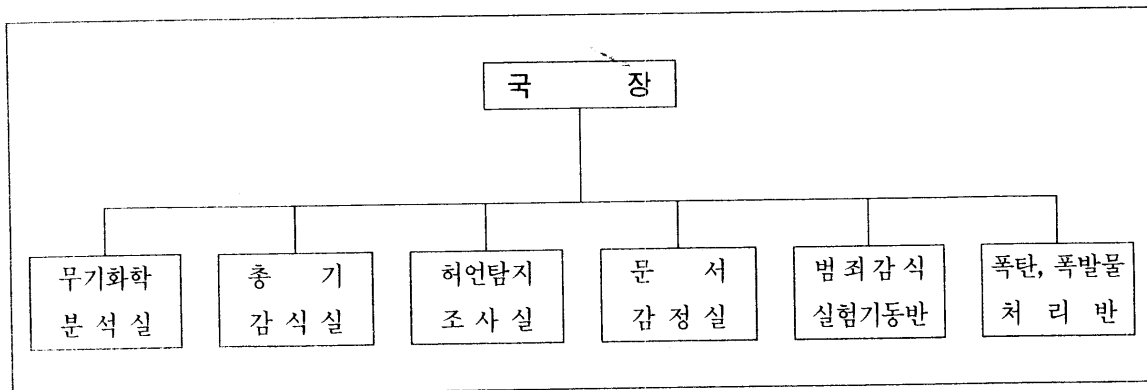 국 장
무기화학
분 석 실
총 기
감 식 실
허언탐지
조 사 실
문 서
감 정 실
범 죄 감 식
실험기동반
폭탄, 폭발물
처 리 반